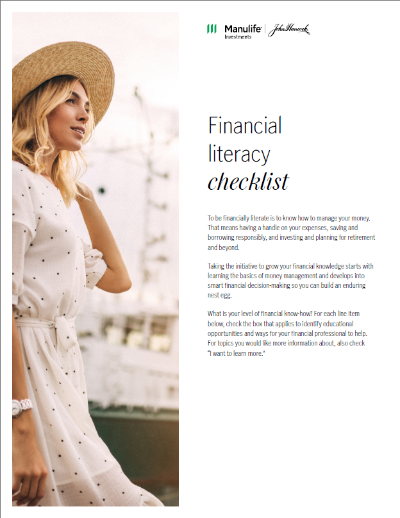 Manulife John Hancock
Investments
Financial
literacy
checklist
To be financially literate is to know how to manage your money.
That means having a handle on your expenses, saving and
borrowing responsibly, and investing and planning for retirement
and beyond.
Taking the initiative to grow your financial knowledge starts with
learning the basics of money management and develops into
smart financial decision-making so you can build an enduring
nest egg.
What is your level of financial know-how? For each line item
below, check the box that applies to identify educational
opportunities and ways for your financial professional to help.
For topics you would like more information about, also check
"I want to learn more."